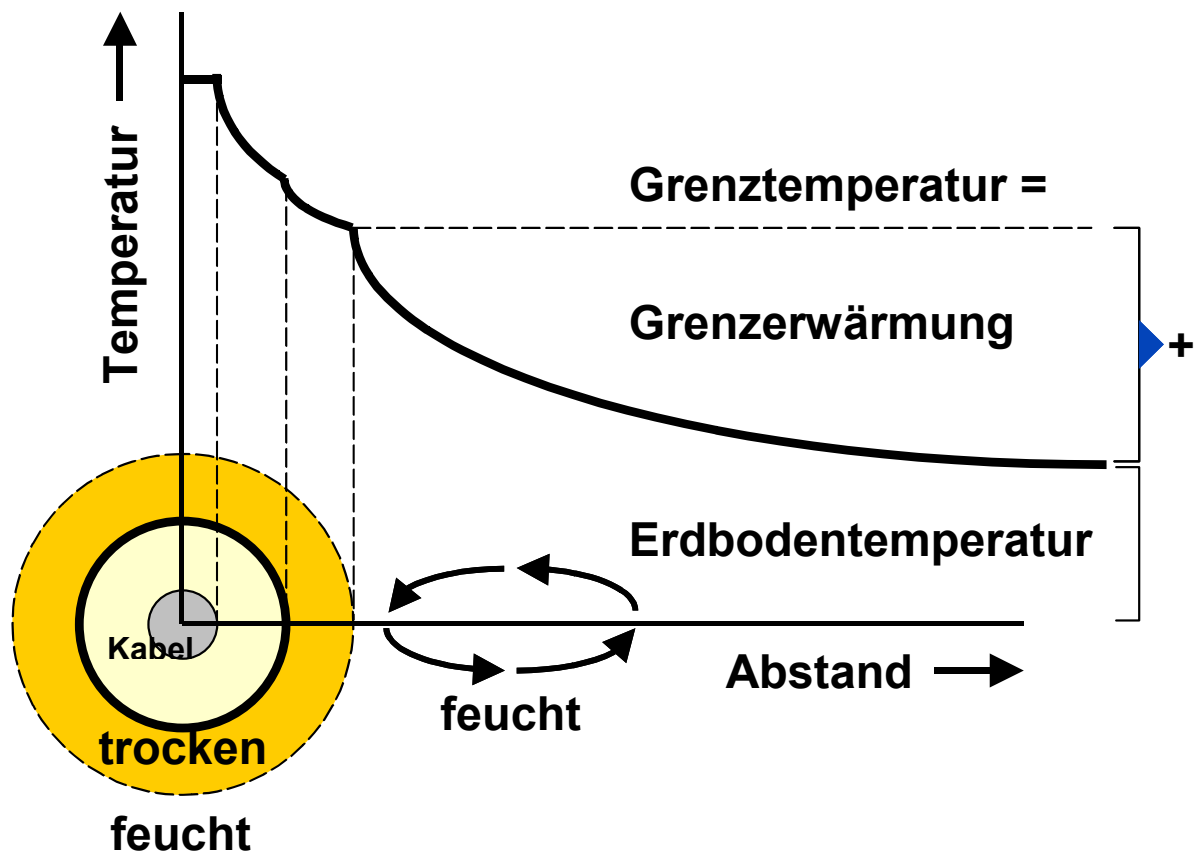 Temperatur
Grenztemperatur =
Grenzerwärmung
+
Erdbodentemperatur
Kabel
Abstand
feucht
trocken
feucht